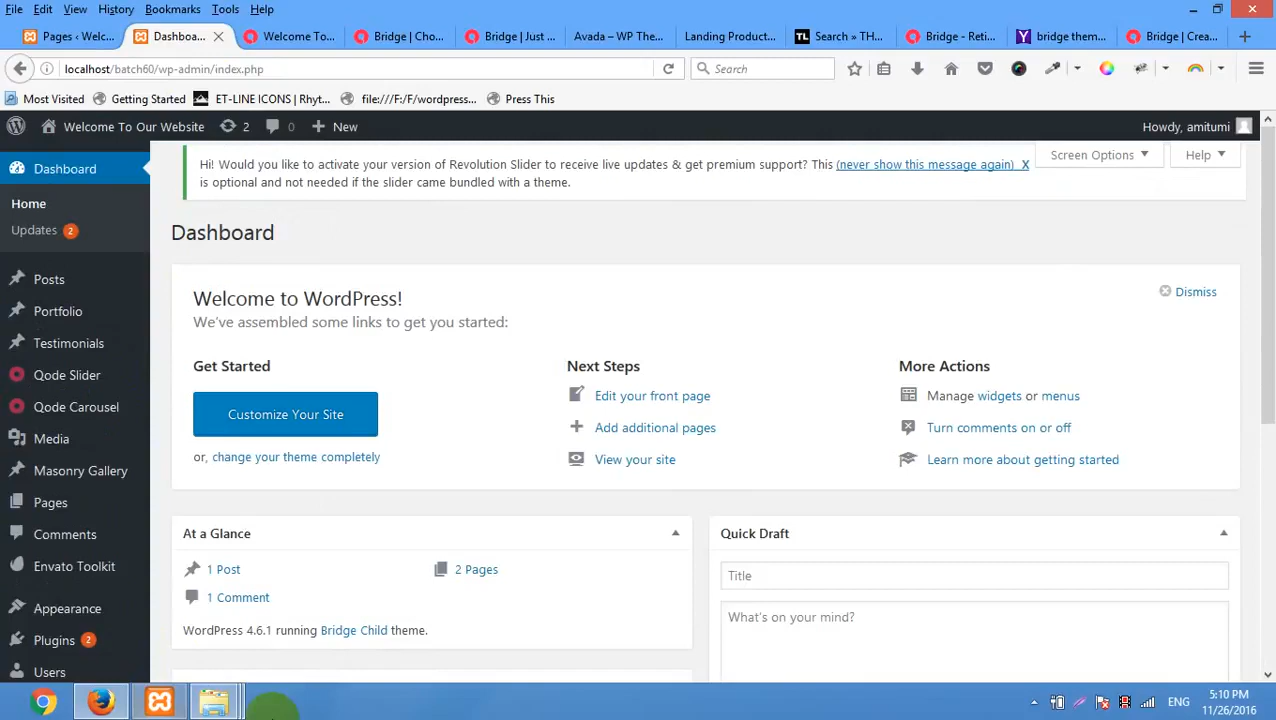 File Edit View History Bookmarks Tools Help
Pages ‹ Welc...
Dashboa...
Welcome To...
Bridge | Cho...
Bridge | Just ...
Avada – WP The...
Landing Product...
Search » TH...
Bridge - Reti...
bridge them...
Bridge | Crea...
localhost/batch60/wp-admin/index.php
Search
Most Visited
Getting Started
ET-LINE ICONS | Rhyt...
file:///F:/F/wordpress...
Press This
Welcome To Our Website
2
0
New
Howdy, amitumi
Dashboard
Home
Updates 2
Posts
Portfolio
Testimonials
Qode Slider
Qode Carousel
Media
Masonry Gallery
Pages
Comments
Envato Toolkit
Appearance
Plugins 2
Users
Hi! Would you like to activate your version of Revolution Slider to receive live updates & get premium support? This (never show this message again) X
is optional and not needed if the slider came bundled with a theme.
Screen Options
Help
Dashboard
Welcome to WordPress!
We've assembled some links to get you started:
Dismiss
Get Started
Customize Your Site
or, change your theme completely
Next Steps
Edit your front page
Add additional pages
View your site
More Actions
Manage widgets or menus
Turn comments on or off
Learn more about getting started
At a Glance
1 Post
2 Pages
1 Comment
WordPress 4.6.1 running Bridge Child theme.
Quick Draft
Title
What's on your mind?
ENG
5:10 PM
11/26/2016